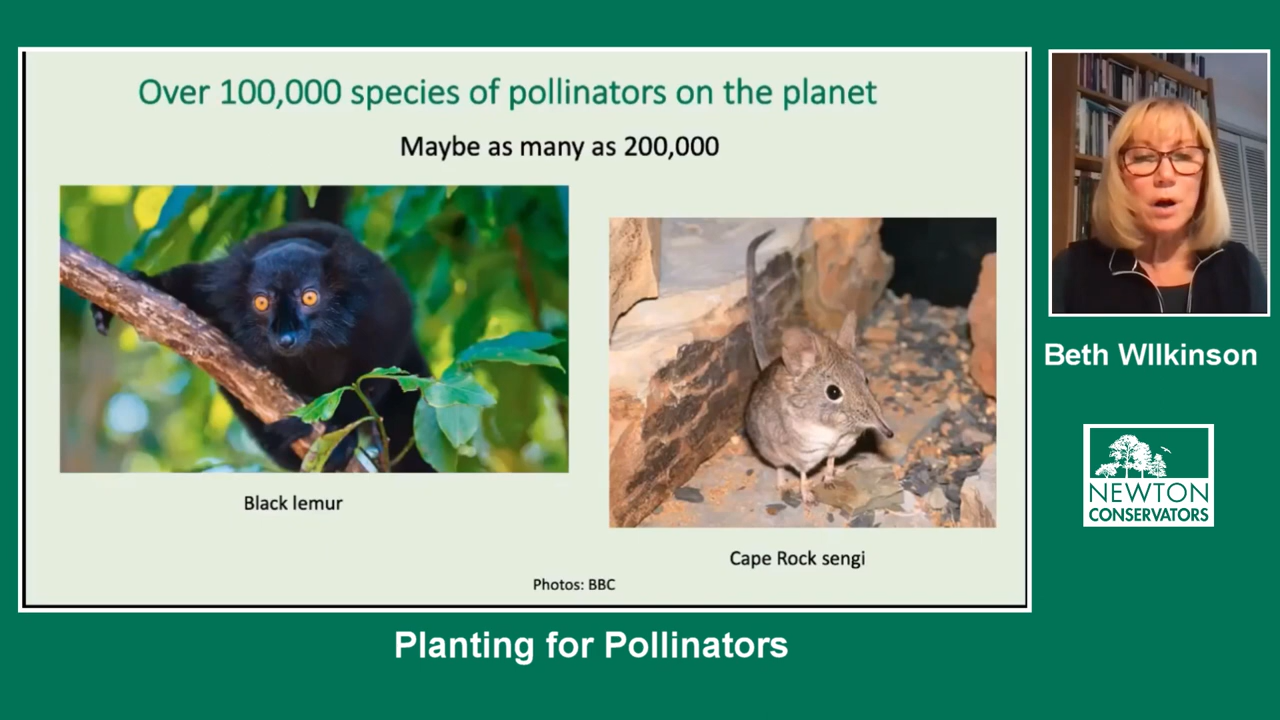 Over 100,000 species of pollinators on the planet
Maybe as many as 200,000
Black lemur
Cape Rock sengi
Photos: BBC
Beth WIlkinson
NEWTON
CONSERVATORS
Planting for Pollinators